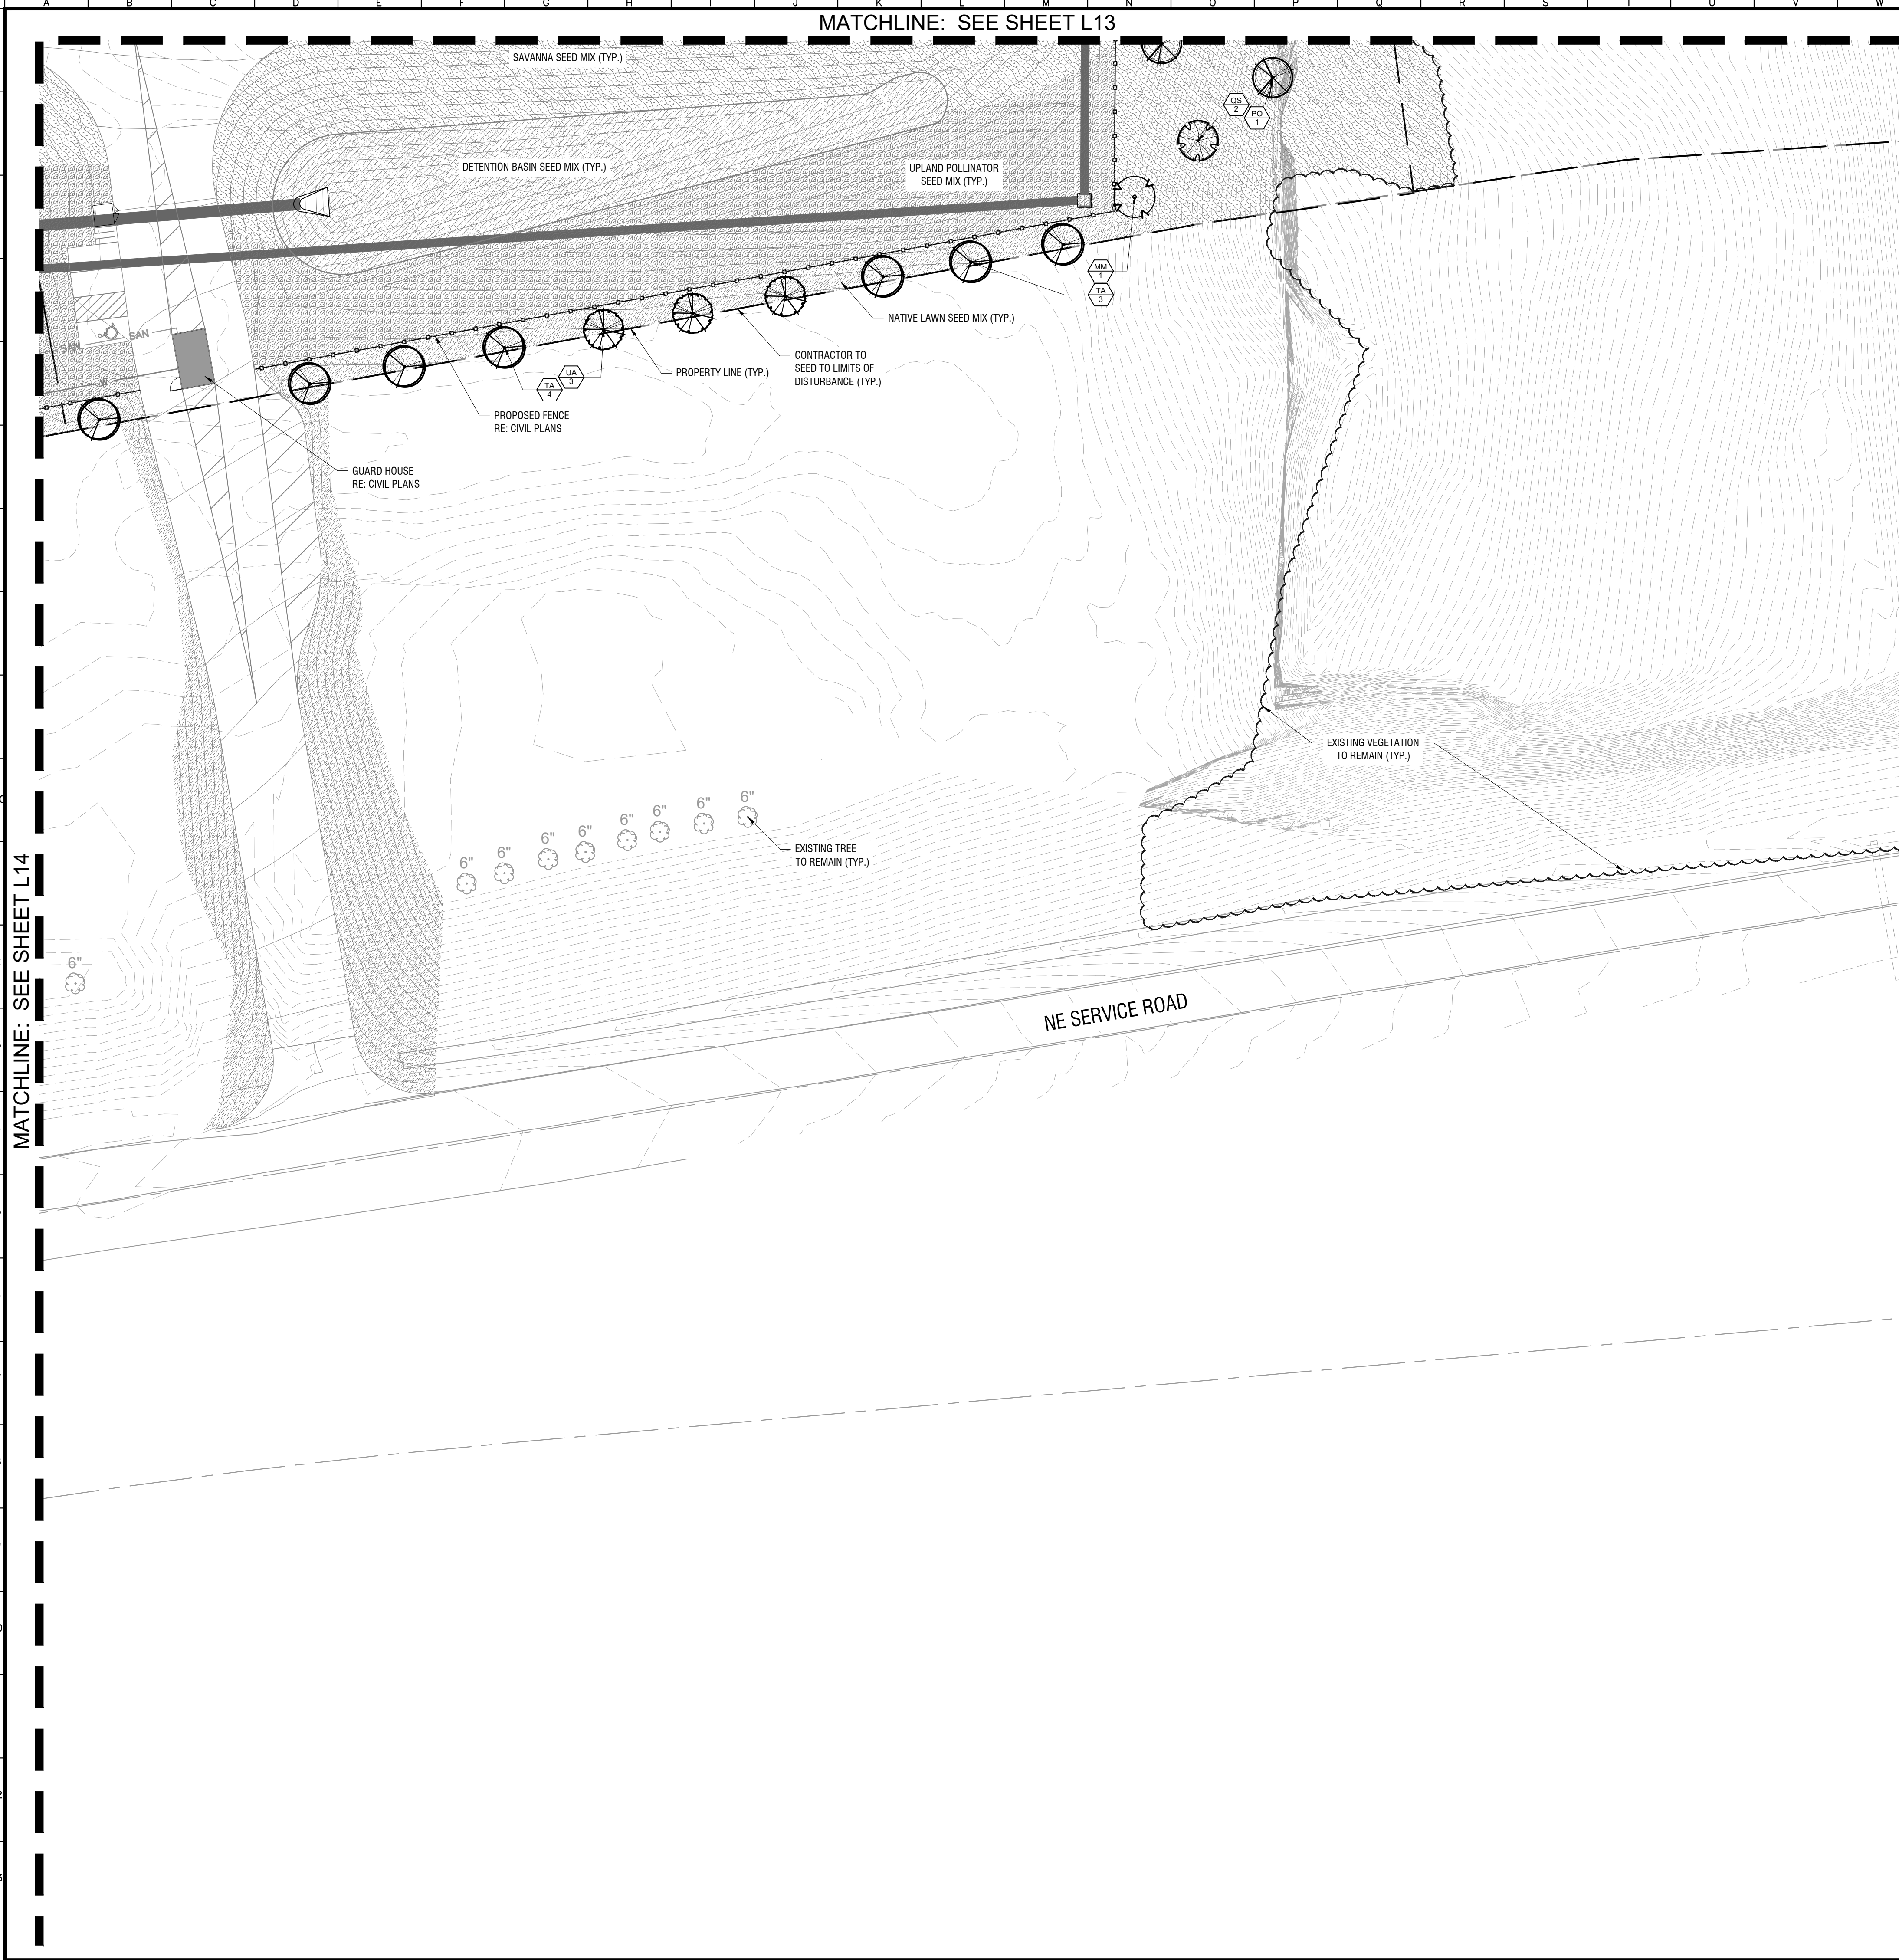 A B C D E F G H J K L M N O P Q R S T U V W
MATCHLINE: SEE SHEET L13
SAVANNA SEED MIX (TYP.)
QS
2
PO
1
DETENTION BASIN SEED MIX (TYP.)
UPLAND POLLINATOR
SEED MIX (TYP.)
MM
1
TA
3
NATIVE LAWN SEED MIX (TYP.)
SAN
SAN
W
CONTRACTOR TO
SEED TO LIMITS OF
DISTURBANCE (TYP.)
PROPERTY LINE (TYP.)
UA
3
TA
4
PROPOSED FENCE
RE: CIVIL PLANS
GUARD HOUSE
RE: CIVIL PLANS
EXISTING VEGETATION
TO REMAIN (TYP.)
6"
6"
6"
6"
6"
6"
6"
6"
EXISTING TREE
TO REMAIN (TYP.)
6"
MATCHLINE: SEE SHEET L14
NE SERVICE ROAD